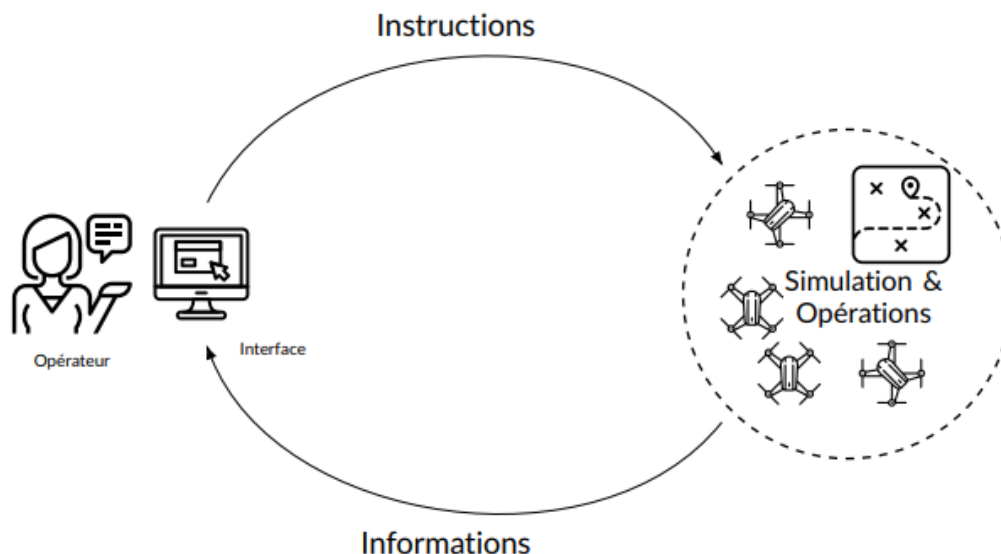 Instructions
Simulation &
Opérations
Opérateur
Interface
Informations